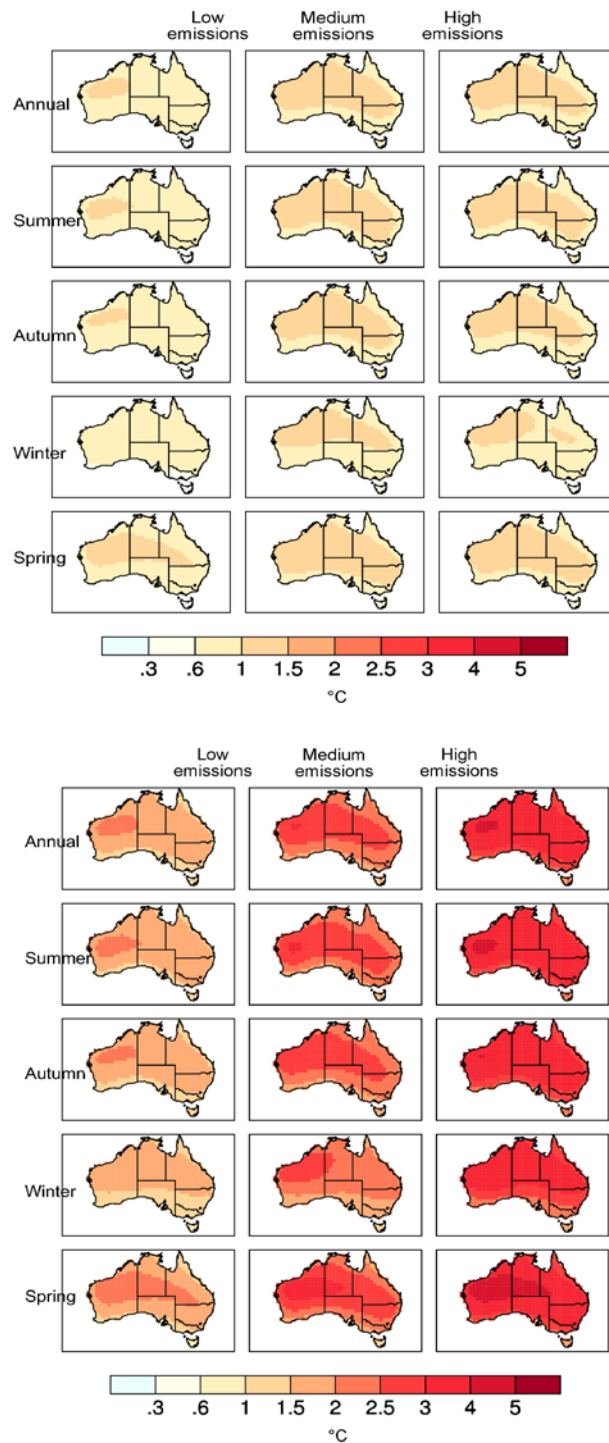 Low Medium High
emissions emissions emissions
Annual
Summer
Autumn
Winter
Spring
.3 .6 1 1.5 2 2.5 3 4 5
°C
Low Medium High
emissions emissions emissions
Annual
Summer
Autumn
Winter
Spring
.3 .6 1 1.5 2 2.5 3 4 5
°C